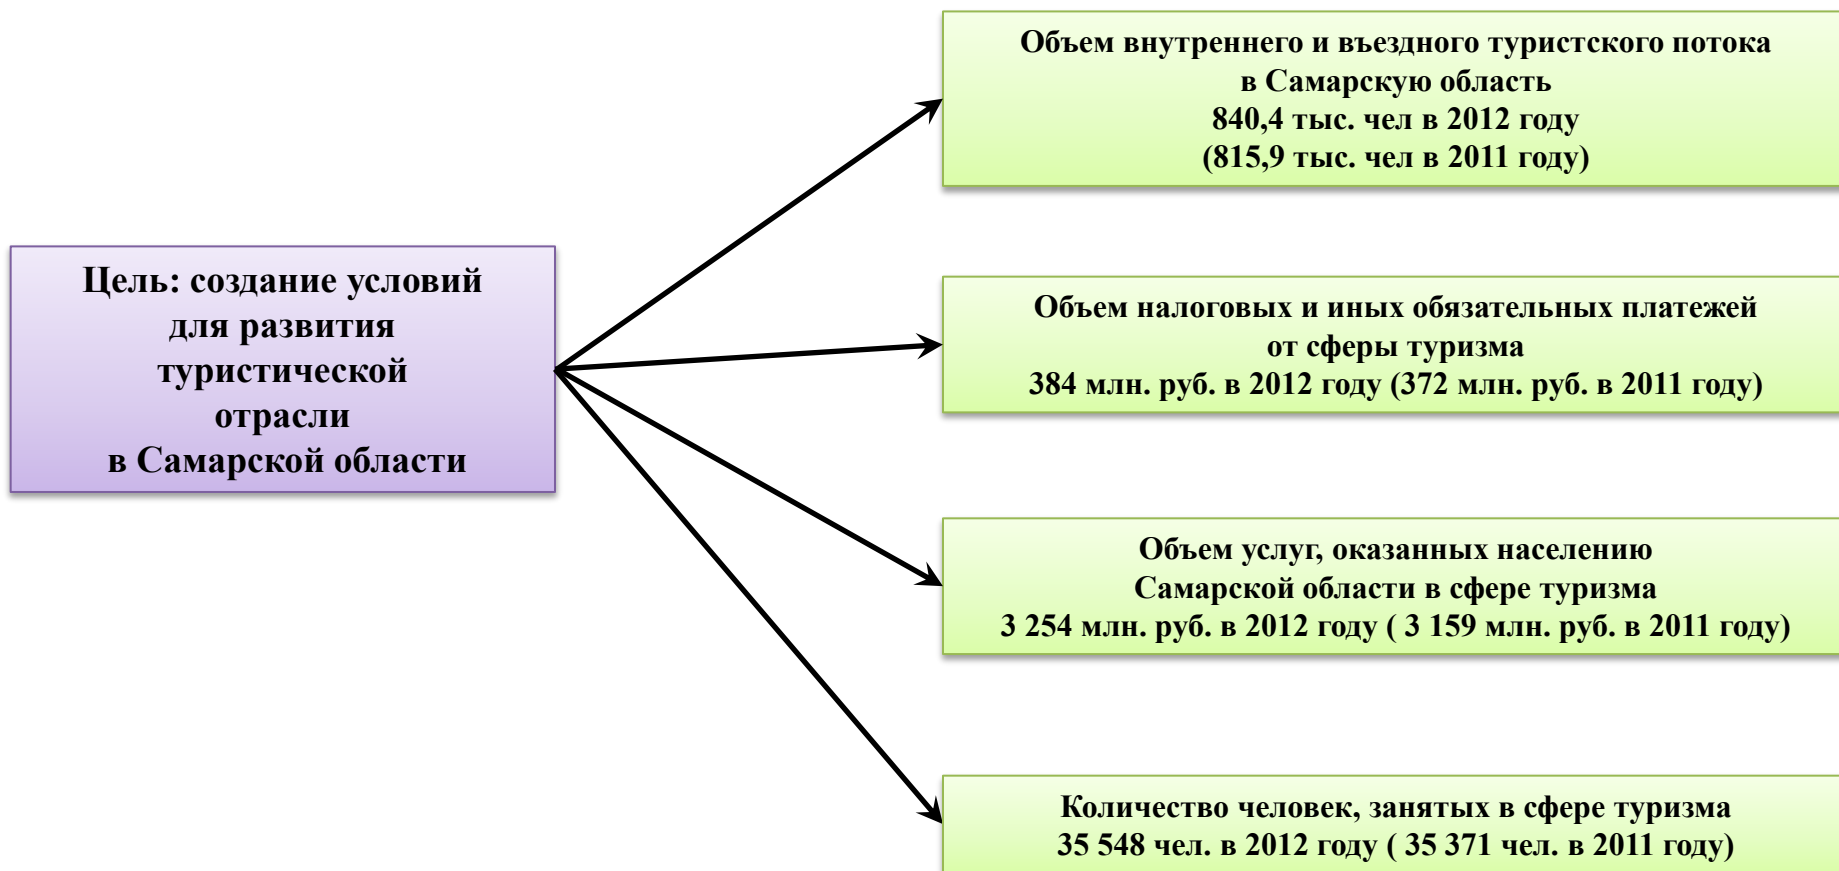 Цель: создание условий
для развития
туристической
отрасли
в Самарской области
Объем внутреннего и въездного туристского потока
в Самарскую область
840,4 тыс. чел в 2012 году
(815,9 тыс. чел в 2011 году)
Объем налоговых и иных обязательных платежей
от сферы туризма
384 млн. руб. в 2012 году (372 млн. руб. в 2011 году)
Объем услуг, оказанных населению
Самарской области в сфере туризма
3 254 млн. руб. в 2012 году ( 3 159 млн. руб. в 2011 году)
Количество человек, занятых в сфере туризма
35 548 чел. в 2012 году ( 35 371 чел. в 2011 году)